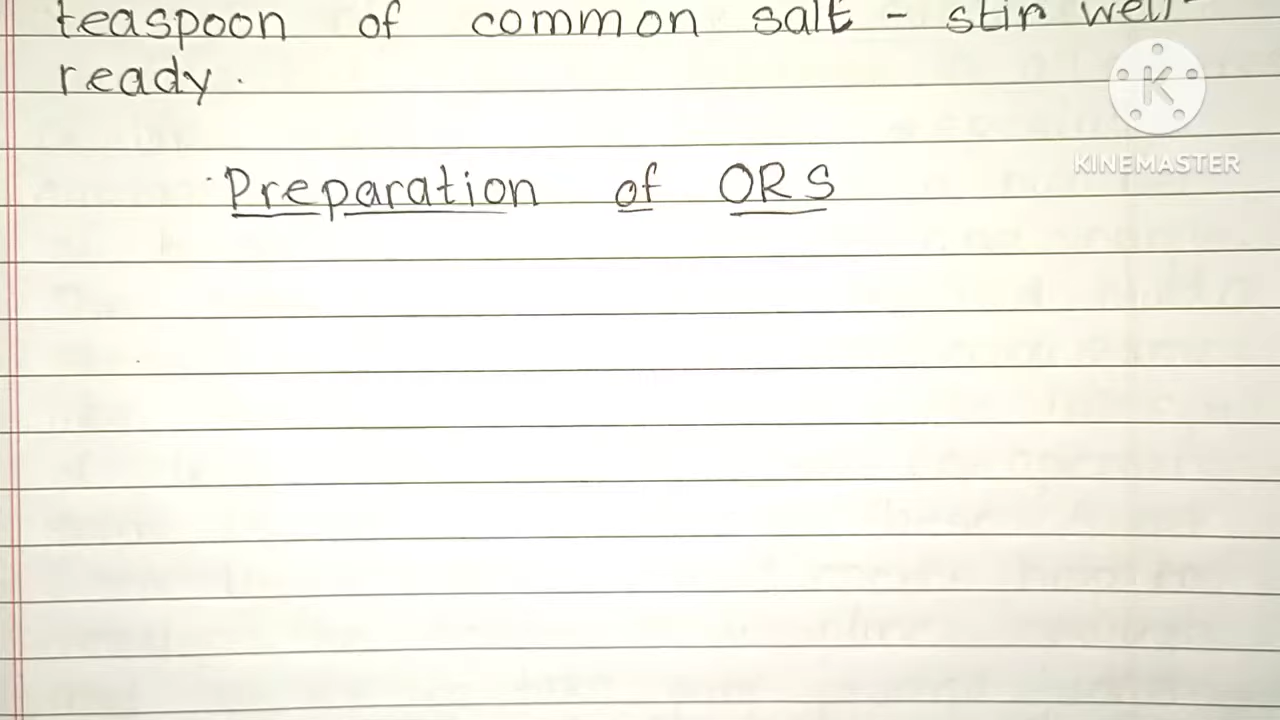 teaspoon of common salt - stir well -
ready.
K
KINEMASTER
Preparation of ORS